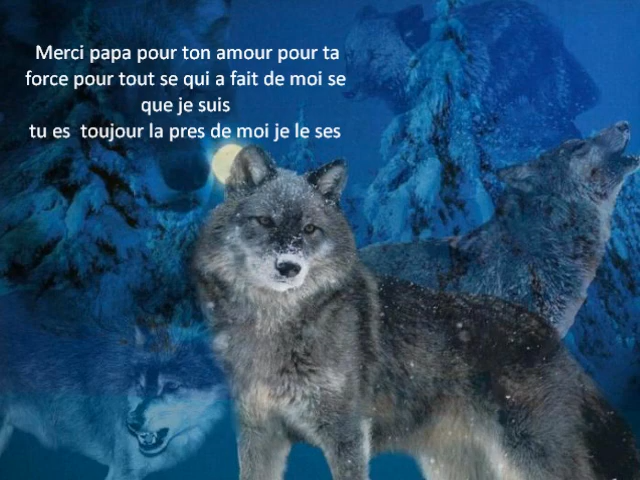 Merci papa pour ton amour pour ta
force pour tout se qui a fait de moi se
que je suis
tu es toujour la pres de moi je le ses